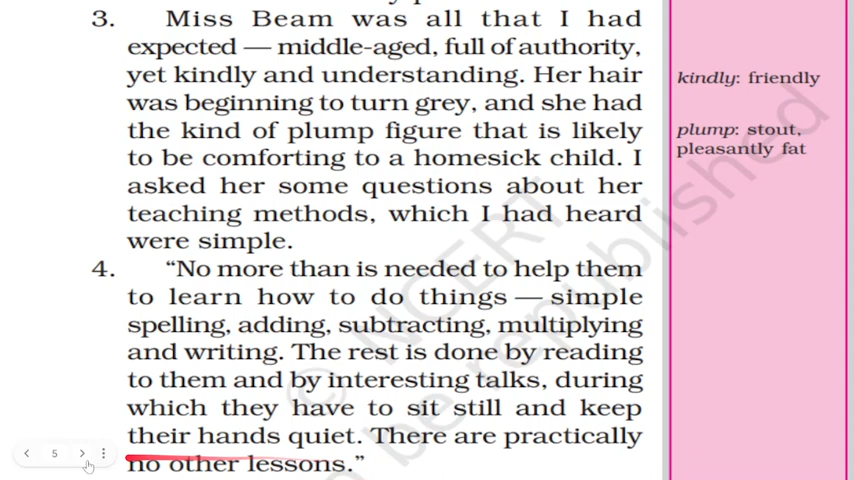 3. Miss Beam was all that I had
expected — middle-aged, full of authority,
yet kindly and understanding. Her hair
was beginning to turn grey, and she had
the kind of plump figure that is likely
to be comforting to a homesick child. I
asked her some questions about her
teaching methods, which I had heard
were simple.
4. “No more than is needed to help them
to learn how to do things — simple
spelling, adding, subtracting, multiplying
and writing. The rest is done by reading
to them and by interesting talks, during
which they have to sit still and keep
their hands quiet. There are practically
no other lessons.”
kindly: friendly
plump: stout,
pleasantly fat
© NCERT
be republished
5